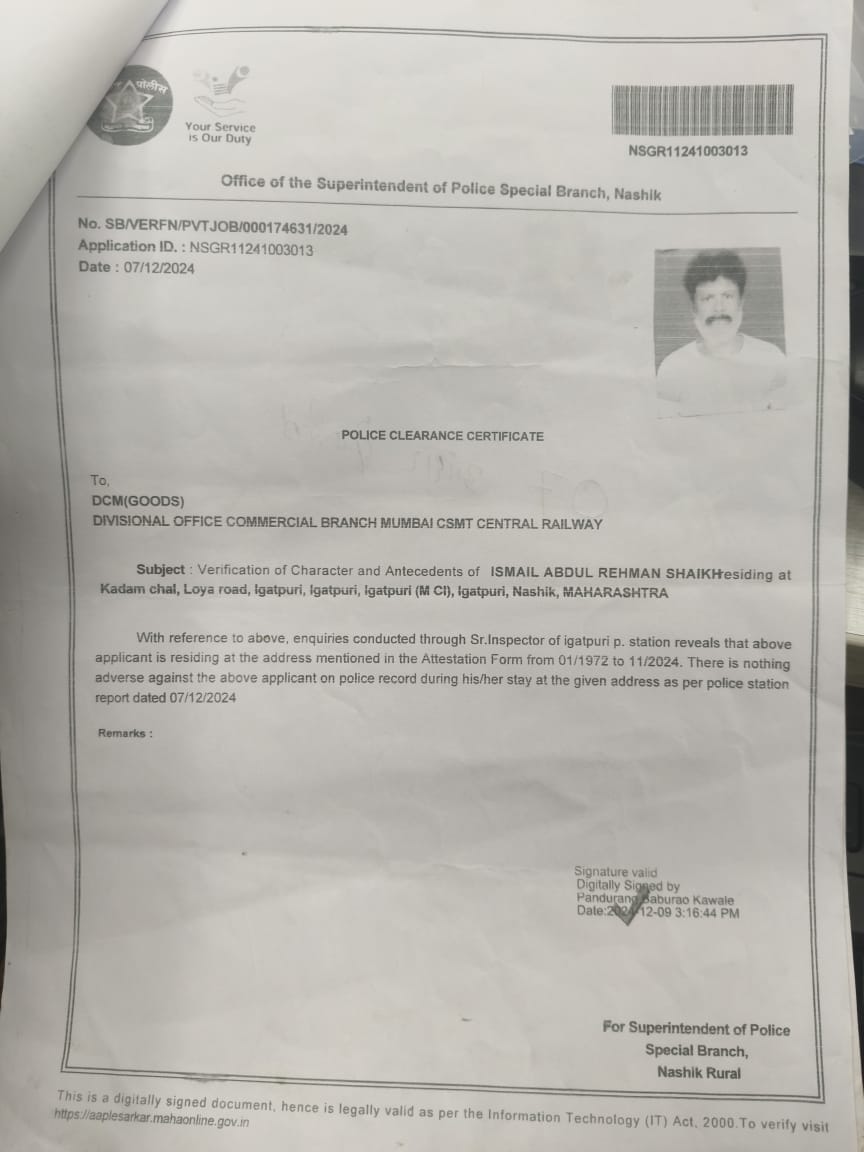 पोलीस
Your Service
is Our Duty
NSGR11241003013
Office of the Superintendent of Police Special Branch, Nashik
No. SB/VERFN/PVTJOB/000174631/2024
Application ID. : NSGR11241003013
Date : 07/12/2024
POLICE CLEARANCE CERTIFICATE
To,
DCM(GOODS)
DIVISIONAL OFFICE COMMERCIAL BRANCH MUMBAI CSMT CENTRAL RAILWAY
Subject : Verification of Character and Antecedents of ISMAIL ABDUL REHMAN SHAIKHresiding at
Kadam chal, Loya road, Igatpuri, Igatpuri, Igatpuri (M Cl), Igatpuri, Nashik, MAHARASHTRA
With reference to above, enquiries conducted through Sr.Inspector of igatpuri p. station reveals that above
applicant is residing at the address mentioned in the Attestation Form from 01/1972 to 11/2024. There is nothing
adverse against the above applicant on police record during his/her stay at the given address as per police station
report dated 07/12/2024
Remarks :
Signature valid
Digitally Signed by
Pandurang Baburao Kawale
Date:2024-12-09 3:16:44 PM
For Superintendent of Police
Special Branch,
Nashik Rural
This is a digitally signed document, hence is legally valid as per the Information Technology (IT) Act, 2000.To verify visit
https://aaplesarkar.mahaonline.gov.in